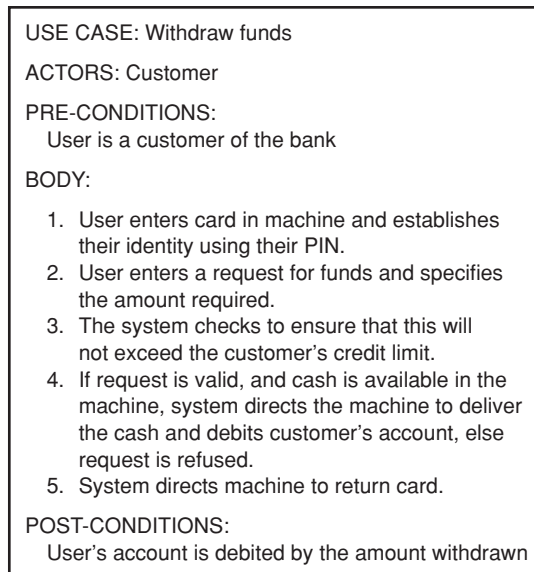 USE CASE: Withdraw funds
ACTORS: Customer
PRE-CONDITIONS:
User is a customer of the bank
BODY:
1. User enters card in machine and establishes
their identity using their PIN.
2. User enters a request for funds and specifies
the amount required.
3. The system checks to ensure that this will
not exceed the customer's credit limit.
4. If request is valid, and cash is available in the
machine, system directs the machine to deliver
the cash and debits customer's account, else
request is refused.
5. System directs machine to return card.
POST-CONDITIONS:
User's account is debited by the amount withdrawn